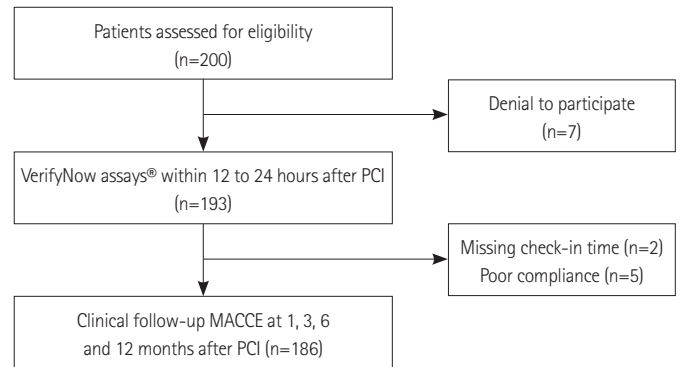 Patients assessed for eligibility
(n=200)
Denial to participate
(n=7)
VerifyNow assays® within 12 to 24 hours after PCI
(n=193)
Missing check-in time (n=2)
Poor compliance (n=5)
Clinical follow-up MACCE at 1, 3, 6
and 12 months after PCI (n=186)